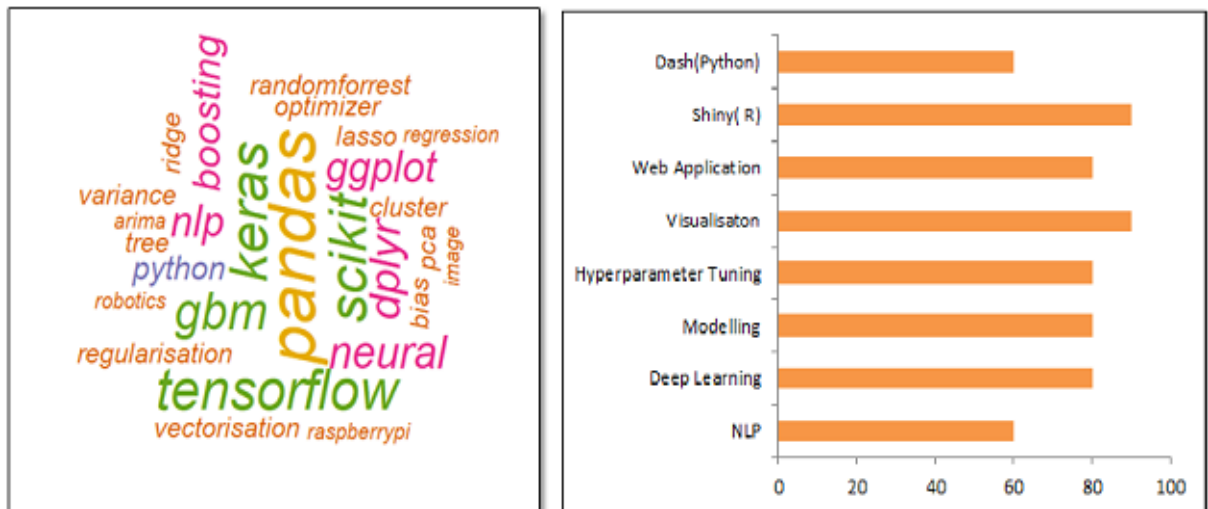 boosting
randomforrest
optimizer
ridge
lasso
regression
keras
pandas
ggplot
variance
arima
nlp
scikit
cluster
tree
dplyr
pca
image
python
bias
robotics
gbm
regularisation
neural
tensorflow
vectorisation
raspberrypi
Dash(Python)
Shiny( R)
Web Application
Visualisaton
Hyperparameter Tuning
Modelling
Deep Learning
NLP
0 20 40 60 80 100